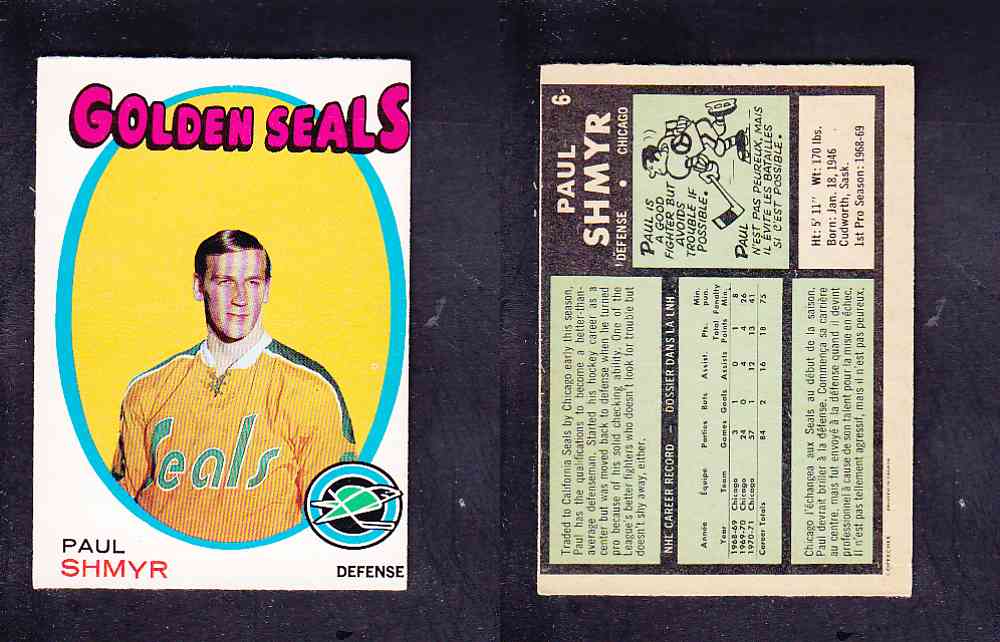 GOLDEN SEALS
Seals
PAUL
SHMYR
DEFENSE
6
PAUL
SHMYR
DEFENSE • CHICAGO
PAUL IS
A GOOD
FIGHTER BUT
AVOIDS
TROUBLE IF
POSSIBLE.
PAUL
N'EST PAS PEUREUX, MAIS
IL ÉVITE LES BATAILLES
SI C'EST POSSIBLE.
Ht: 5' 11" Wt: 170 lbs.
Born: Jan. 18, 1946
Cudworth, Sask.
1st Pro Season: 1968-69
Traded to California Seals by Chicago early this season,
Paul has the qualifications to become a better-than-
average defenseman. Started his hockey career as a
center but was moved back to defense when he turned
pro because of his solid checking ability. One of the
League's better fighters who doesn't look for trouble but
doesn't shy away, either.
NHL CAREER RECORD — DOSSIER DANS LA LNH
Année Équipe Parties Buts Assist. Pts. Min. pun.
Year Team Games Goals Assists Total Points Penalty Min.
1968-69 Chicago 3 1 0 1 8
1969-70 Chicago 24 0 4 4 26
1970-71 Chicago 57 1 12 13 41
Career Totals 84 2 16 18 75
Chicago l'échangea aux Seals au début de la saison.
Paul devrait briller à la défense. Commença sa carrière
au centre, mais fut envoyé à la défense quand il devint
professionnel à cause de son talent pour la mise en échec.
Il n'est pas tellement agressif, mais il n'est pas peureux.